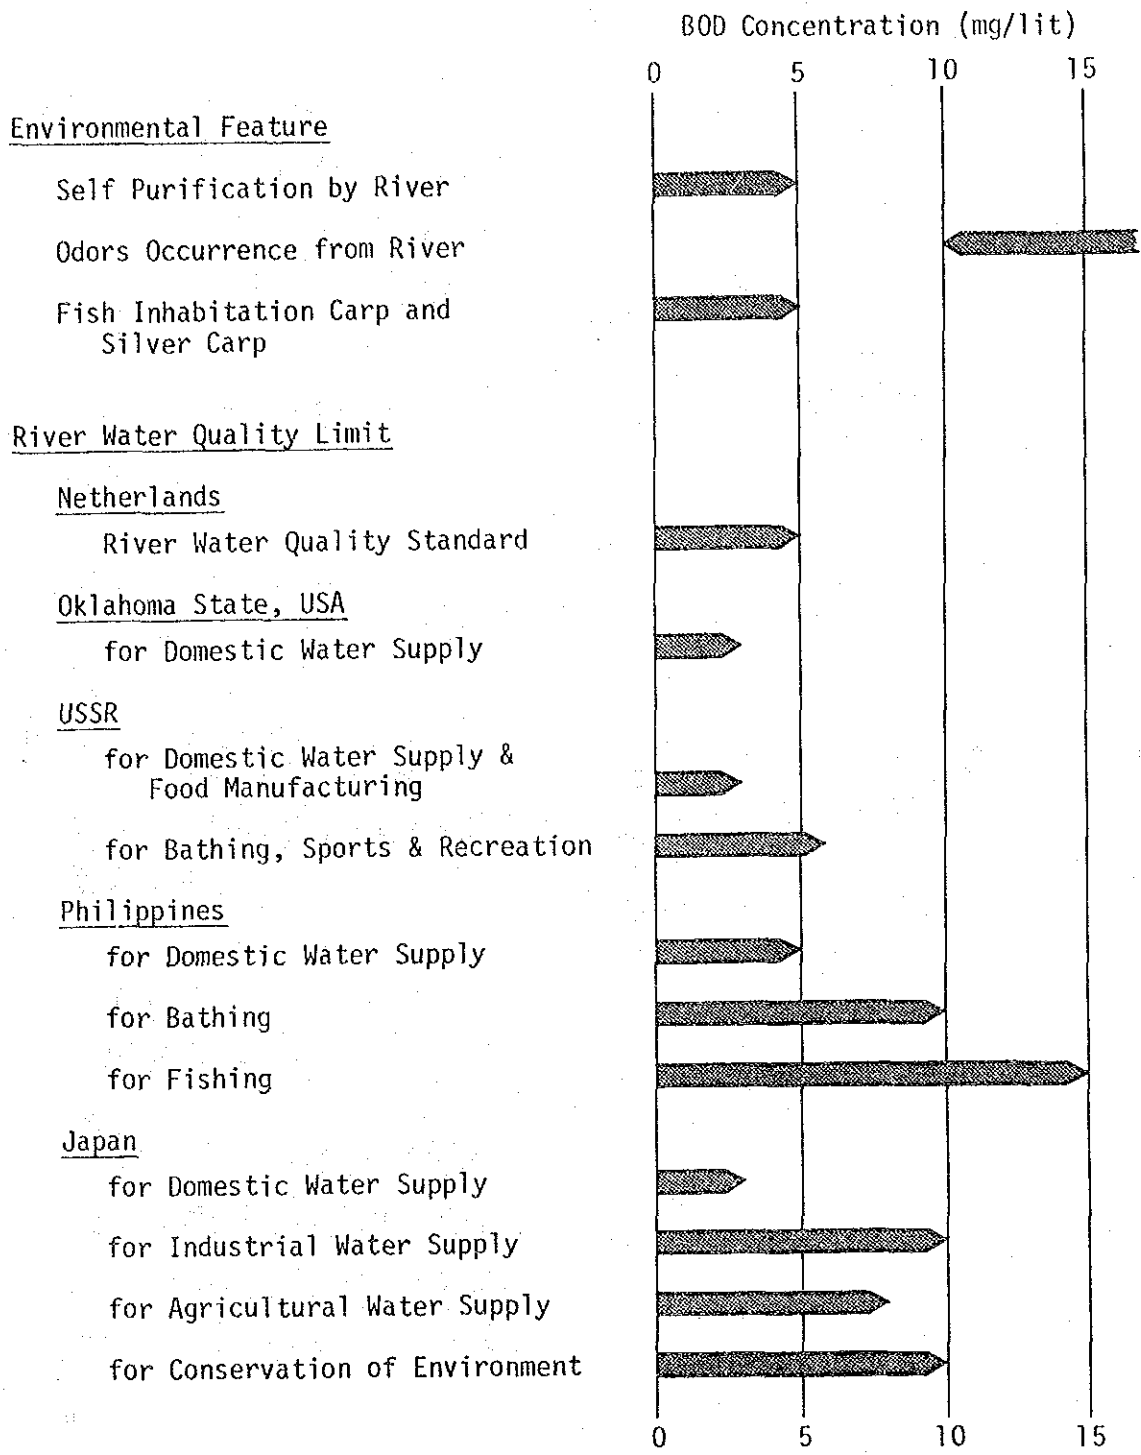 BOD Concentration (mg/lit)
0 5 10 15
Environmental Feature
Self Purification by River
Odors Occurrence from River
Fish Inhabitation Carp and
Silver Carp
River Water Quality Limit
Netherlands
River Water Quality Standard
Oklahoma State, USA
for Domestic Water Supply
USSR
for Domestic Water Supply &
Food Manufacturing
for Bathing, Sports & Recreation
Philippines
for Domestic Water Supply
for Bathing
for Fishing
Japan
for Domestic Water Supply
for Industrial Water Supply
for Agricultural Water Supply
for Conservation of Environment
0 5 10 15